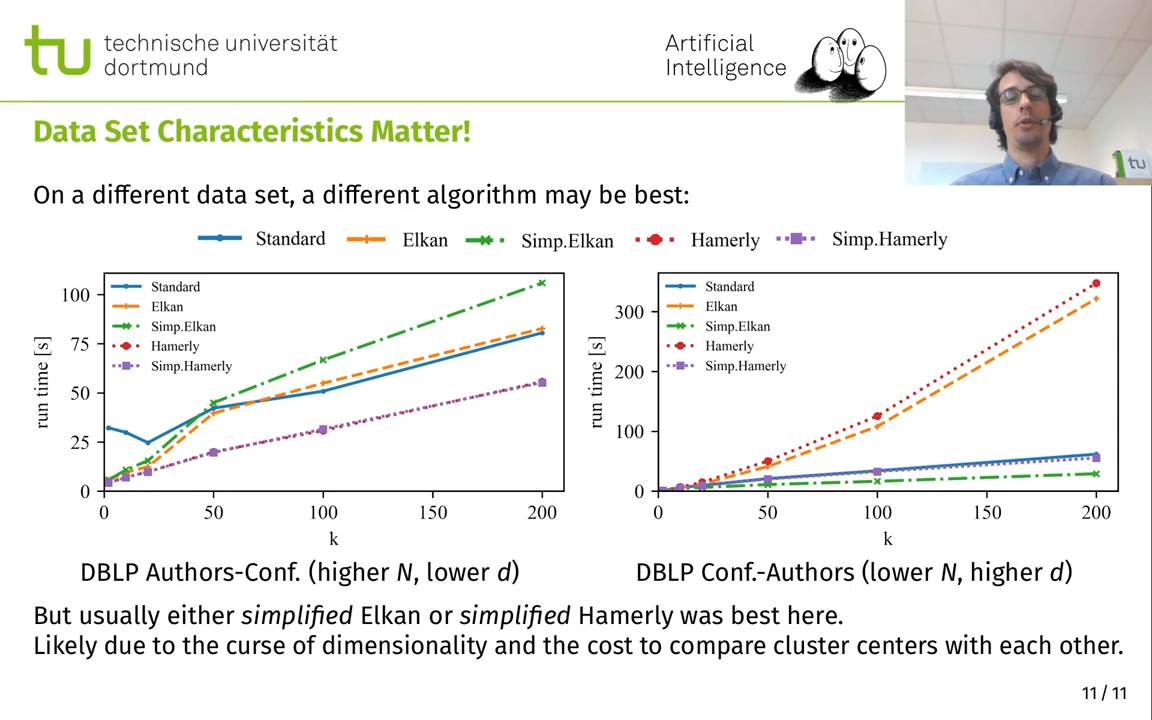 technische universität
dortmund
Artificial
Intelligence
tu
Data Set Characteristics Matter!
On a different data set, a different algorithm may be best:
Standard Elkan Simp.Elkan Hamerly Simp.Hamerly
Standard
Elkan
Simp.Elkan
Hamerly
Simp.Hamerly
run time [s]
100
75
50
25
0
0 50 100 150 200
k
DBLP Authors-Conf. (higher N, lower d)
Standard
Elkan
Simp.Elkan
Hamerly
Simp.Hamerly
run time [s]
300
200
100
0
0 50 100 150 200
k
DBLP Conf.-Authors (lower N, higher d)
But usually either simplified Elkan or simplified Hamerly was best here.
Likely due to the curse of dimensionality and the cost to compare cluster centers with each other.
11 / 11
tu